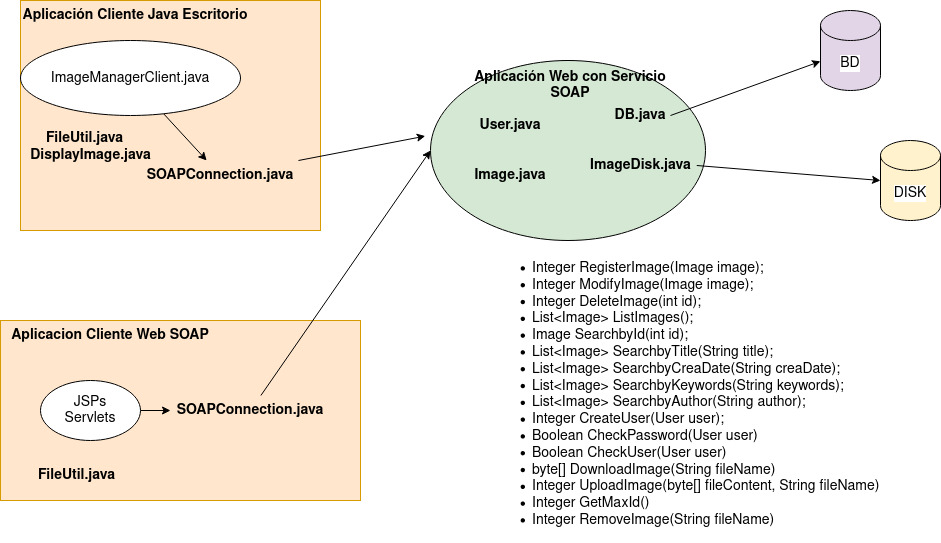 Aplicación Cliente Java Escritorio
ImageManagerClient.java
FileUtil.java
DisplayImage.java
SOAPConnection.java
Aplicación Web con Servicio
SOAP
User.java
DB.java
Image.java
ImageDisk.java
BD
DISK
Aplicacion Cliente Web SOAP
JSPs
Servlets
SOAPConnection.java
FileUtil.java
• Integer RegisterImage(Image image);
• Integer ModifyImage(Image image);
• Integer DeleteImage(int id);
• List<Image> ListImages();
• Image SearchbyId(int id);
• List<Image> SearchbyTitle(String title);
• List<Image> SearchbyCreaDate(String creaDate);
• List<Image> SearchbyKeywords(String keywords);
• List<Image> SearchbyAuthor(String author);
• Integer CreateUser(User user);
• Boolean CheckPassword(User user)
• Boolean CheckUser(User user)
• byte[] DownloadImage(String fileName)
• Integer UploadImage(byte[] fileContent, String fileName)
• Integer GetMaxId()
• Integer RemoveImage(String fileName)